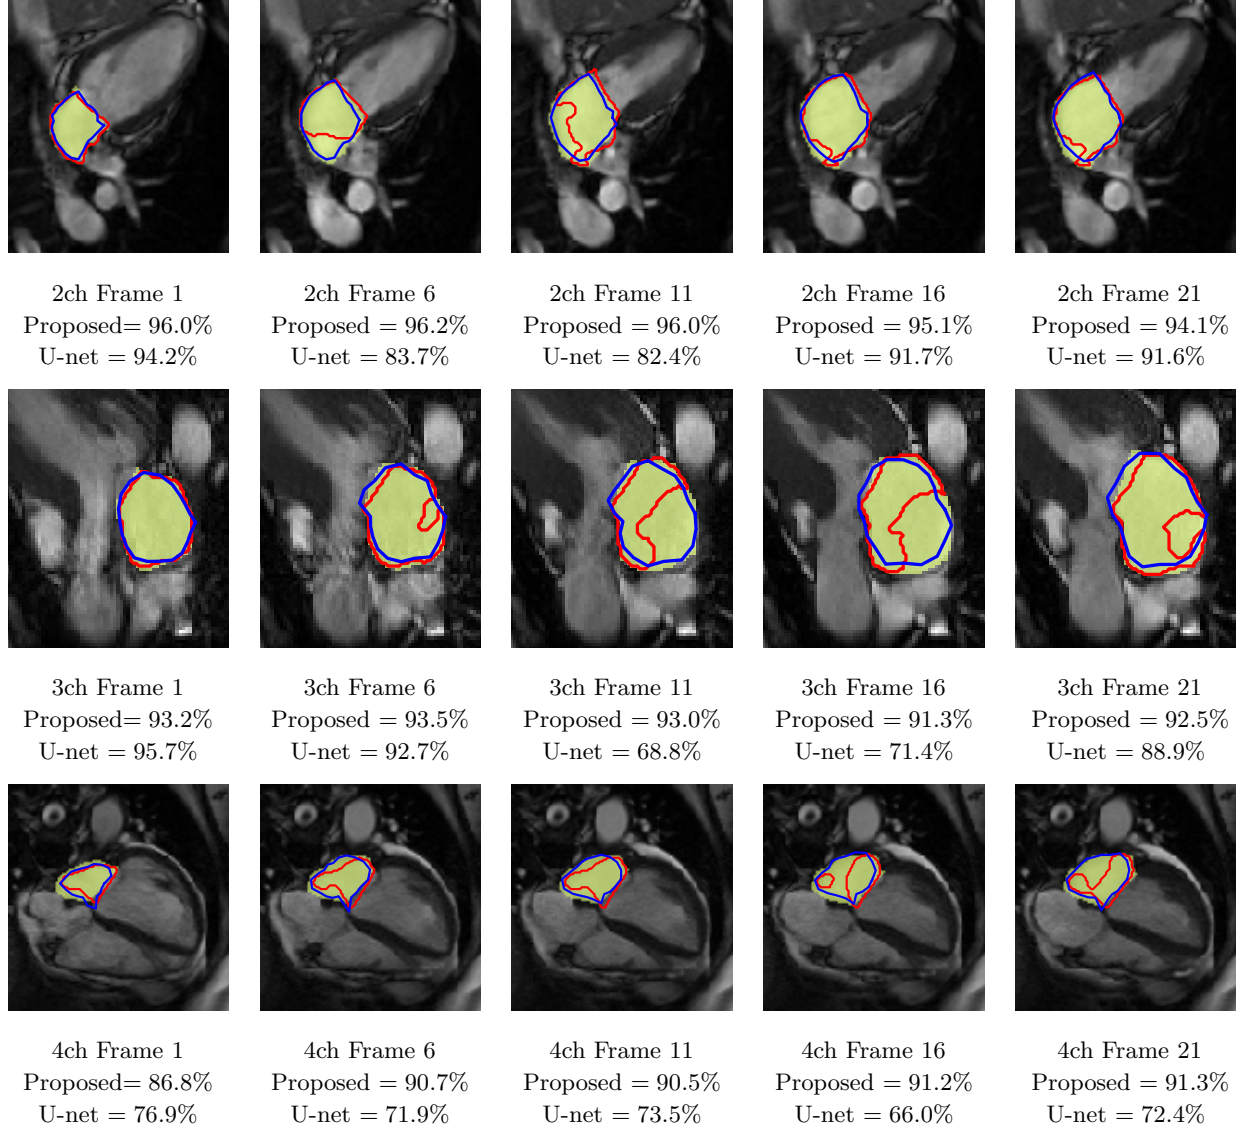 2ch Frame 1
Proposed= 96.0%
U-net = 94.2%
2ch Frame 6
Proposed = 96.2%
U-net = 83.7%
2ch Frame 11
Proposed = 96.0%
U-net = 82.4%
2ch Frame 16
Proposed = 95.1%
U-net = 91.7%
2ch Frame 21
Proposed = 94.1%
U-net = 91.6%
3ch Frame 1
Proposed= 93.2%
U-net = 95.7%
3ch Frame 6
Proposed = 93.5%
U-net = 92.7%
3ch Frame 11
Proposed = 93.0%
U-net = 68.8%
3ch Frame 16
Proposed = 91.3%
U-net = 71.4%
3ch Frame 21
Proposed = 92.5%
U-net = 88.9%
4ch Frame 1
Proposed= 86.8%
U-net = 76.9%
4ch Frame 6
Proposed = 90.7%
U-net = 71.9%
4ch Frame 11
Proposed = 90.5%
U-net = 73.5%
4ch Frame 16
Proposed = 91.2%
U-net = 66.0%
4ch Frame 21
Proposed = 91.3%
U-net = 72.4%